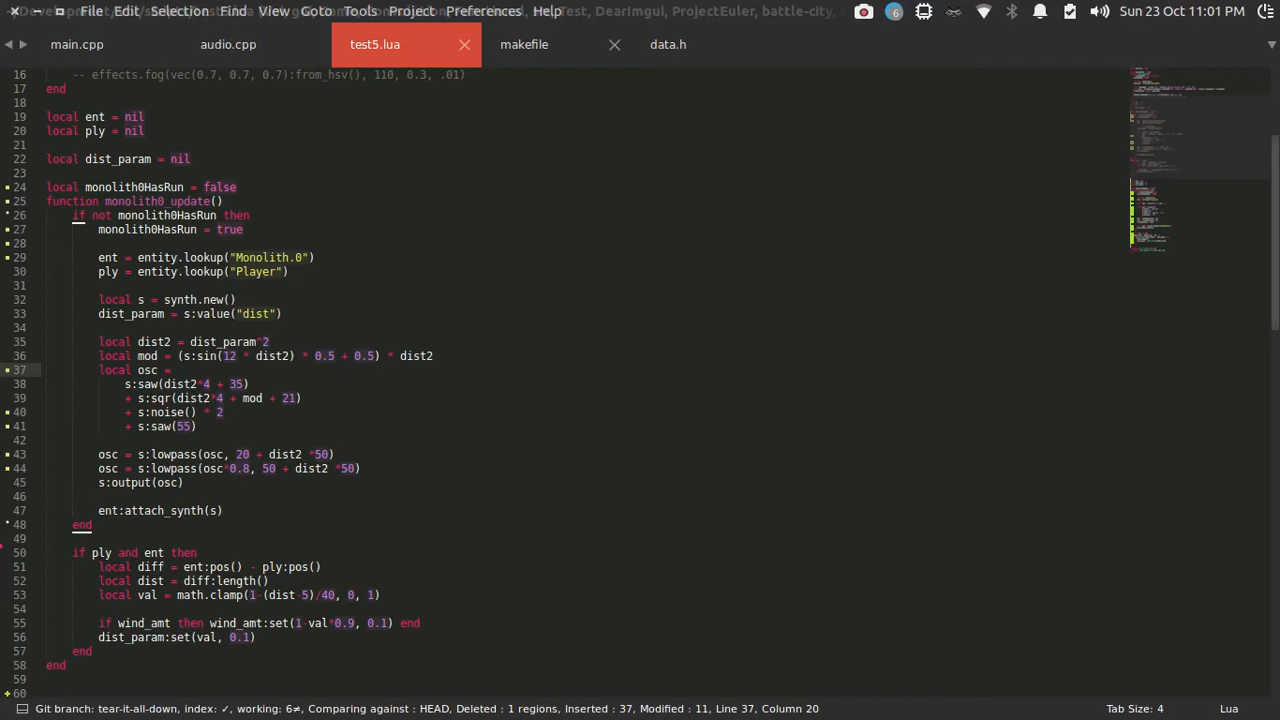 File Edit Selection Find View Goto Tools Project Preferences Help
6
Sun 23 Oct 11:01 PM
main.cpp audio.cpp test5.lua makefile data.h
16 -- effects.fog(vec(0.7, 0.7, 0.7):from_hsv(), 110, 0.3, .01)
17 end
18
19 local ent = nil
20 local ply = nil
21
22 local dist_param = nil
23
24 local monolith0HasRun = false
25 function monolith0_update()
26 if not monolith0HasRun then
27 monolith0HasRun = true
28
29 ent = entity.lookup("Monolith.0")
30 ply = entity.lookup("Player")
31
32 local s = synth.new()
33 dist_param = s:value("dist")
34
35 local dist2 = dist_param^2
36 local mod = (s:sin(12 * dist2) * 0.5 + 0.5) * dist2
37 local osc =
38 s:saw(dist2*4 + 35)
39 + s:sqr(dist2*4 + mod + 21)
40 + s:noise() * 2
41 + s:saw(55)
42
43 osc = s:lowpass(osc, 20 + dist2 *50)
44 osc = s:lowpass(osc*0.8, 50 + dist2 *50)
45 s:output(osc)
46
47 ent:attach_synth(s)
48 end
49
50 if ply and ent then
51 local diff = ent:pos() - ply:pos()
52 local dist = diff:length()
53 local val = math.clamp(1-(dist-5)/40, 0, 1)
54
55 if wind_amt then wind_amt:set(1-val*0.9, 0.1) end
56 dist_param:set(val, 0.1)
57 end
58 end
59
60
Git branch: tear-it-all-down, index: ✓, working: 6≠, Comparing against : HEAD, Deleted : 1 regions, Inserted : 37, Modified : 11, Line 37, Column 20 Tab Size: 4 Lua